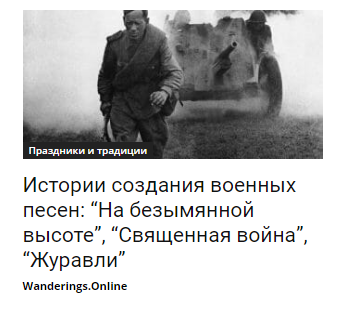 Праздники и традиции
Истории создания военных
песен: “На безымянной
высоте”, “Священная война”,
“Журавли”
Wanderings.Online